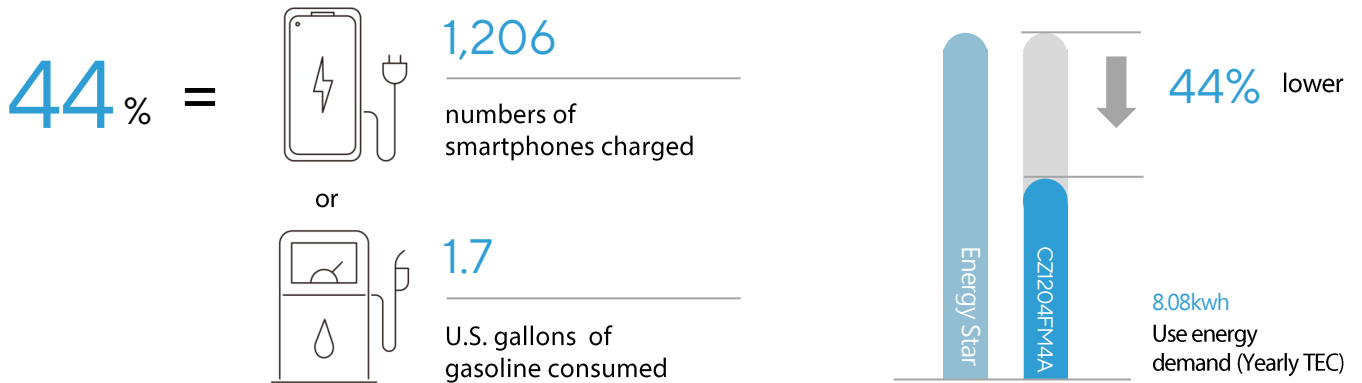 44 %
=
1,206
numbers of
smartphones charged
or
1.7
U.S. gallons of
gasoline consumed
Energy Star
CZ1204FM4A
44% lower
8.08kwh
Use energy
demand (Yearly TEC)